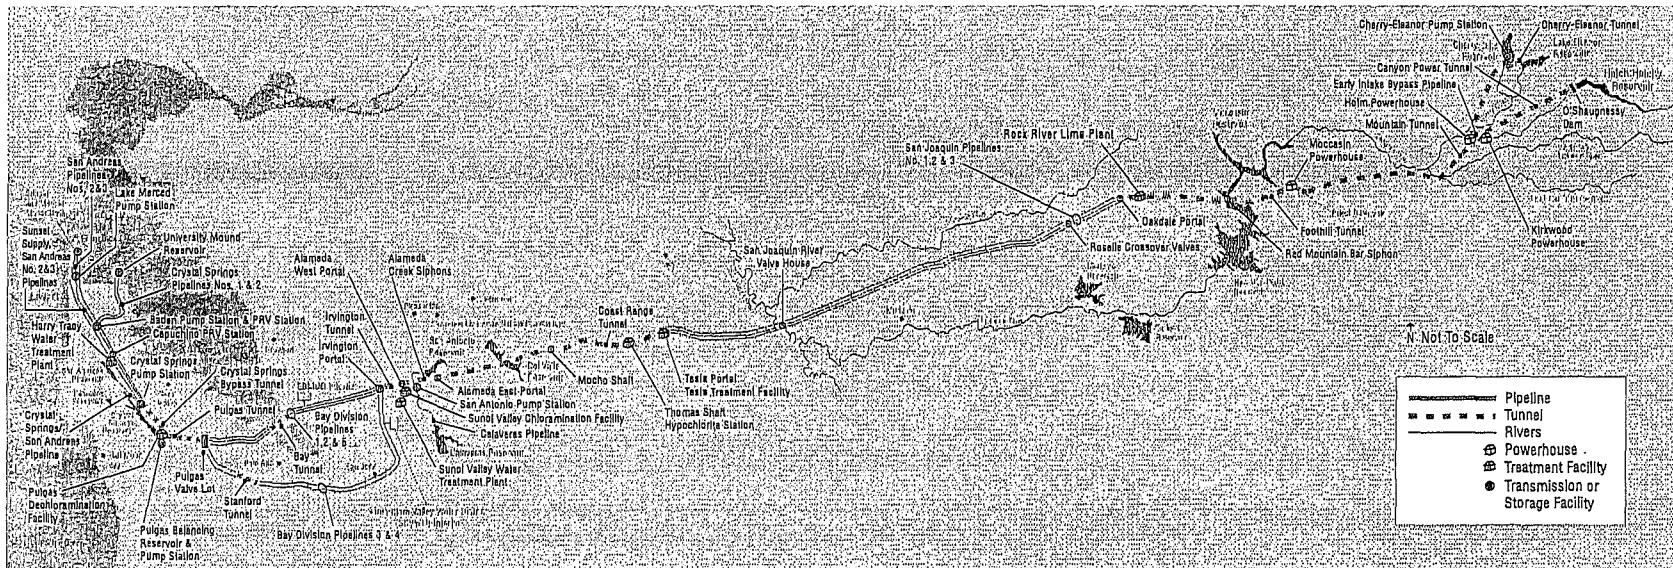 Cherry-Eleanor Pump Station
Cherry-Eleanor Tunnel
Canyon Power Tunnel
Early Intake Bypass Pipeline
Holm Powerhouse
Mountain Tunnel
O'Shaugnessy
Dam
Reservoir
Rock River Lime Plant
San Joaquin Pipelines
No. 1,2 & 3
Moccasin
Powerhouse
Oakdale Portal
Roselle Crossover Valves
Foothill Tunnel
Red Mountain Bar Siphon
Kirkwood
Powerhouse
San Andreas
Pipelines
Nos. 2&3
Lake Merced
Pump Station
Sunset
Supply,
San Andreas
No. 2&3
Pipelines
University Mound
Reservoir
Crystal Springs
Pipelines Nos. 1 & 2
Baden Pump Station & PRV Station
Capuchino PRV Station
Harry Tracy
Water
Treatment
Plant
Crystal Springs
Pump Station
Crystal Springs
Bypass Tunnel
Pulgas Tunnel
Crystal
Springs/
San Andreas
Pipeline
Pulgas
Dechloramination
Facility
Pulgas Balancing
Reservoir &
Pump Station
Pulgas
Valve Lot
Stanford
Tunnel
Bay
Tunnel
Bay Division
Pipelines
1,2 & 5
Bay Division Pipelines 3 & 4
Irvington
Tunnel
Irvington
Portal
Alameda
West Portal
Alameda
Creek Siphons
Alameda East Portal
San Antonio Pump Station
Sunol Valley Chloramination Facility
Calaveras Pipeline
Sunol Valley Water
Treatment Plant
Mocho Shaft
Coast Range
Tunnel
Thomas Shaft
Hypochlorite Station
Tesla Portal
Tesla Treatment Facility
San Joaquin River
Valve House
N Not To Scale
Pipeline
Tunnel
Rivers
Powerhouse
Treatment Facility
Transmission or
Storage Facility